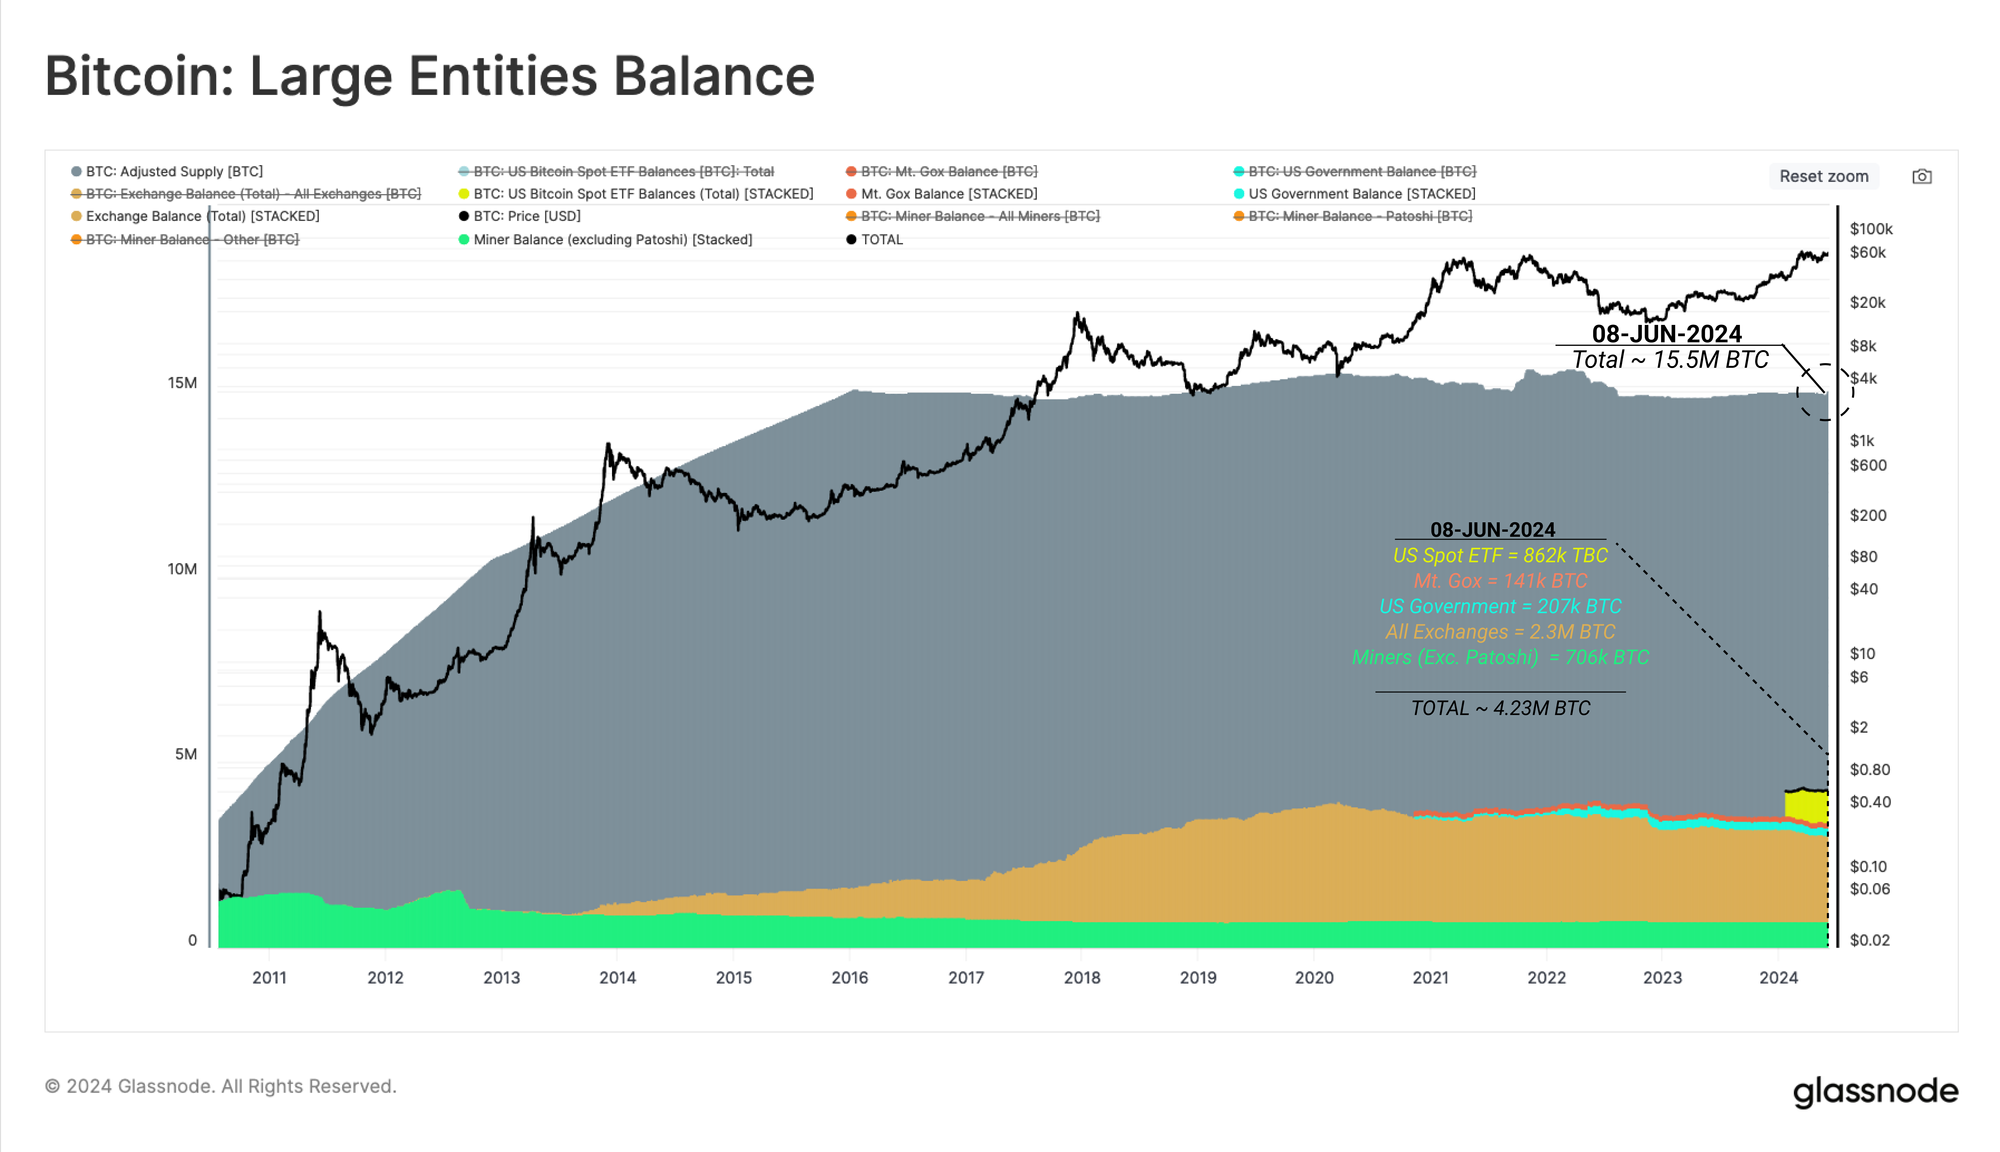 Bitcoin: Large Entities Balance
BTC: Adjusted Supply [BTC]
BTC: US Bitcoin Spot ETF Balances [BTC]: Total
BTC: Mt. Gox Balance [BTC]
BTC: US Government Balance [BTC]
Reset zoom
BTC: Exchange Balance (Total) - All Exchanges [BTC]
BTC: US Bitcoin Spot ETF Balances (Total) [STACKED]
Mt. Gox Balance [STACKED]
US Government Balance [STACKED]
Exchange Balance (Total) [STACKED]
BTC: Price [USD]
BTC: Miner Balance - All Miners [BTC]
BTC: Miner Balance - Patoshi [BTC]
BTC: Miner Balance - Other [BTC]
Miner Balance (excluding Patoshi) [Stacked]
TOTAL
15M
10M
5M
0
$100k
$60k
$20k
$8k
$4k
$1k
$600
$200
$80
$40
$10
$6
$2
$0.80
$0.40
$0.10
$0.06
$0.02
08-JUN-2024
Total ~ 15.5M BTC
08-JUN-2024
US Spot ETF = 862k TBC
Mt. Gox = 141k BTC
US Government = 207k BTC
All Exchanges = 2.3M BTC
Miners (Exc. Patoshi) = 706k BTC
TOTAL ~ 4.23M BTC
2011 2012 2013 2014 2015 2016 2017 2018 2019 2020 2021 2022 2023 2024
© 2024 Glassnode. All Rights Reserved.
glassnode